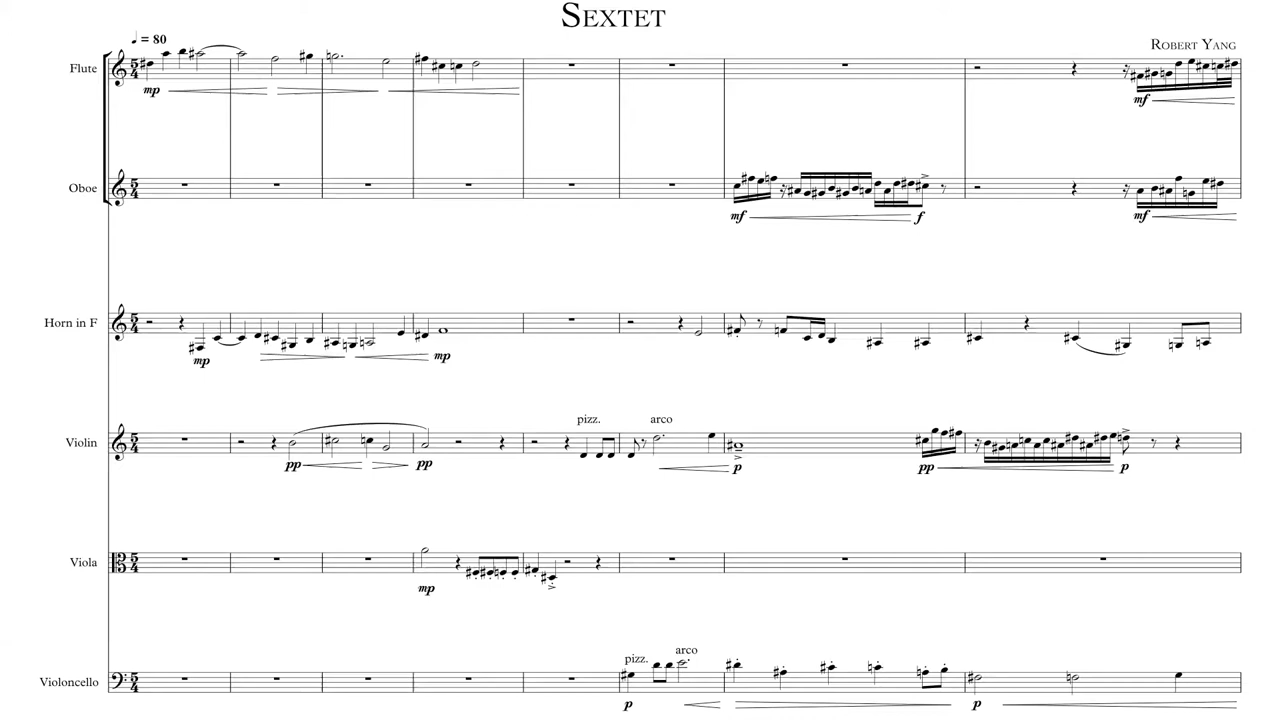 SEXTET
♩ = 80
ROBERT YANG
Flute
mp
mf
Oboe
mf
f
mf
Horn in F
mp
mp
pizz.
arco
Violin
pp
pp
p
pp
p
Viola
mp
pizz.
arco
Violoncello
p
p